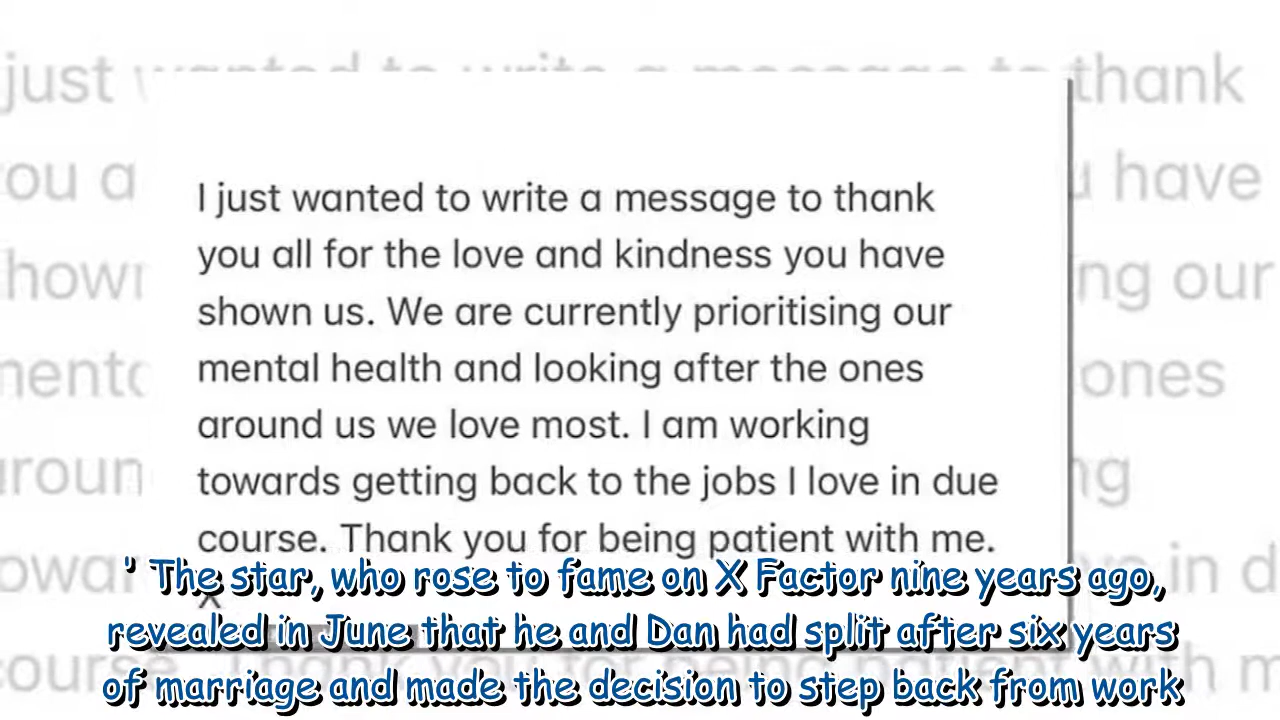 I just wanted to write a message to thank
you all for the love and kindness you have
shown us. We are currently prioritising our
mental health and looking after the ones
around us we love most. I am working
towards getting back to the jobs I love in due
course. Thank you for being patient with me.
X
' The star, who rose to fame on X Factor nine years ago,
revealed in June that he and Dan had split after six years
of marriage and made the decision to step back from work